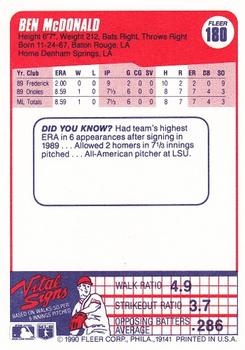 BEN McDONALD
FLEER
180
Height 6'7", Weight 212, Bats Right, Throws Right
Born 11-24-67, Baton Rouge, LA
Home Denham Springs, LA
Yr. Club ERA W L SA IP G CG SV H R ER BB SO
89 Frederick 2.00 0 0 0 9
89 Orioles 8.59 1 0 0 7⅓ 6 0 0 8 7 7 4 3
ML Totals 8.59 1 0 0 7⅓ 6 0 0 8 7 7 4 3
DID YOU KNOW? Had team's highest
ERA in 6 appearances after signing in
1989 . . . Allowed 2 homers in 7⅓ innings
pitched . . . All-American pitcher at LSU.
Vital Signs
BASED ON WALKS, SO PER
9 INNINGS PITCHED
WALK RATIO 4.9
STRIKEOUT RATIO 3.7
OPPOSING BATTERS
AVERAGE .286
© 1990 FLEER CORP., PHILA., 19141 PRINTED IN U.S.A.